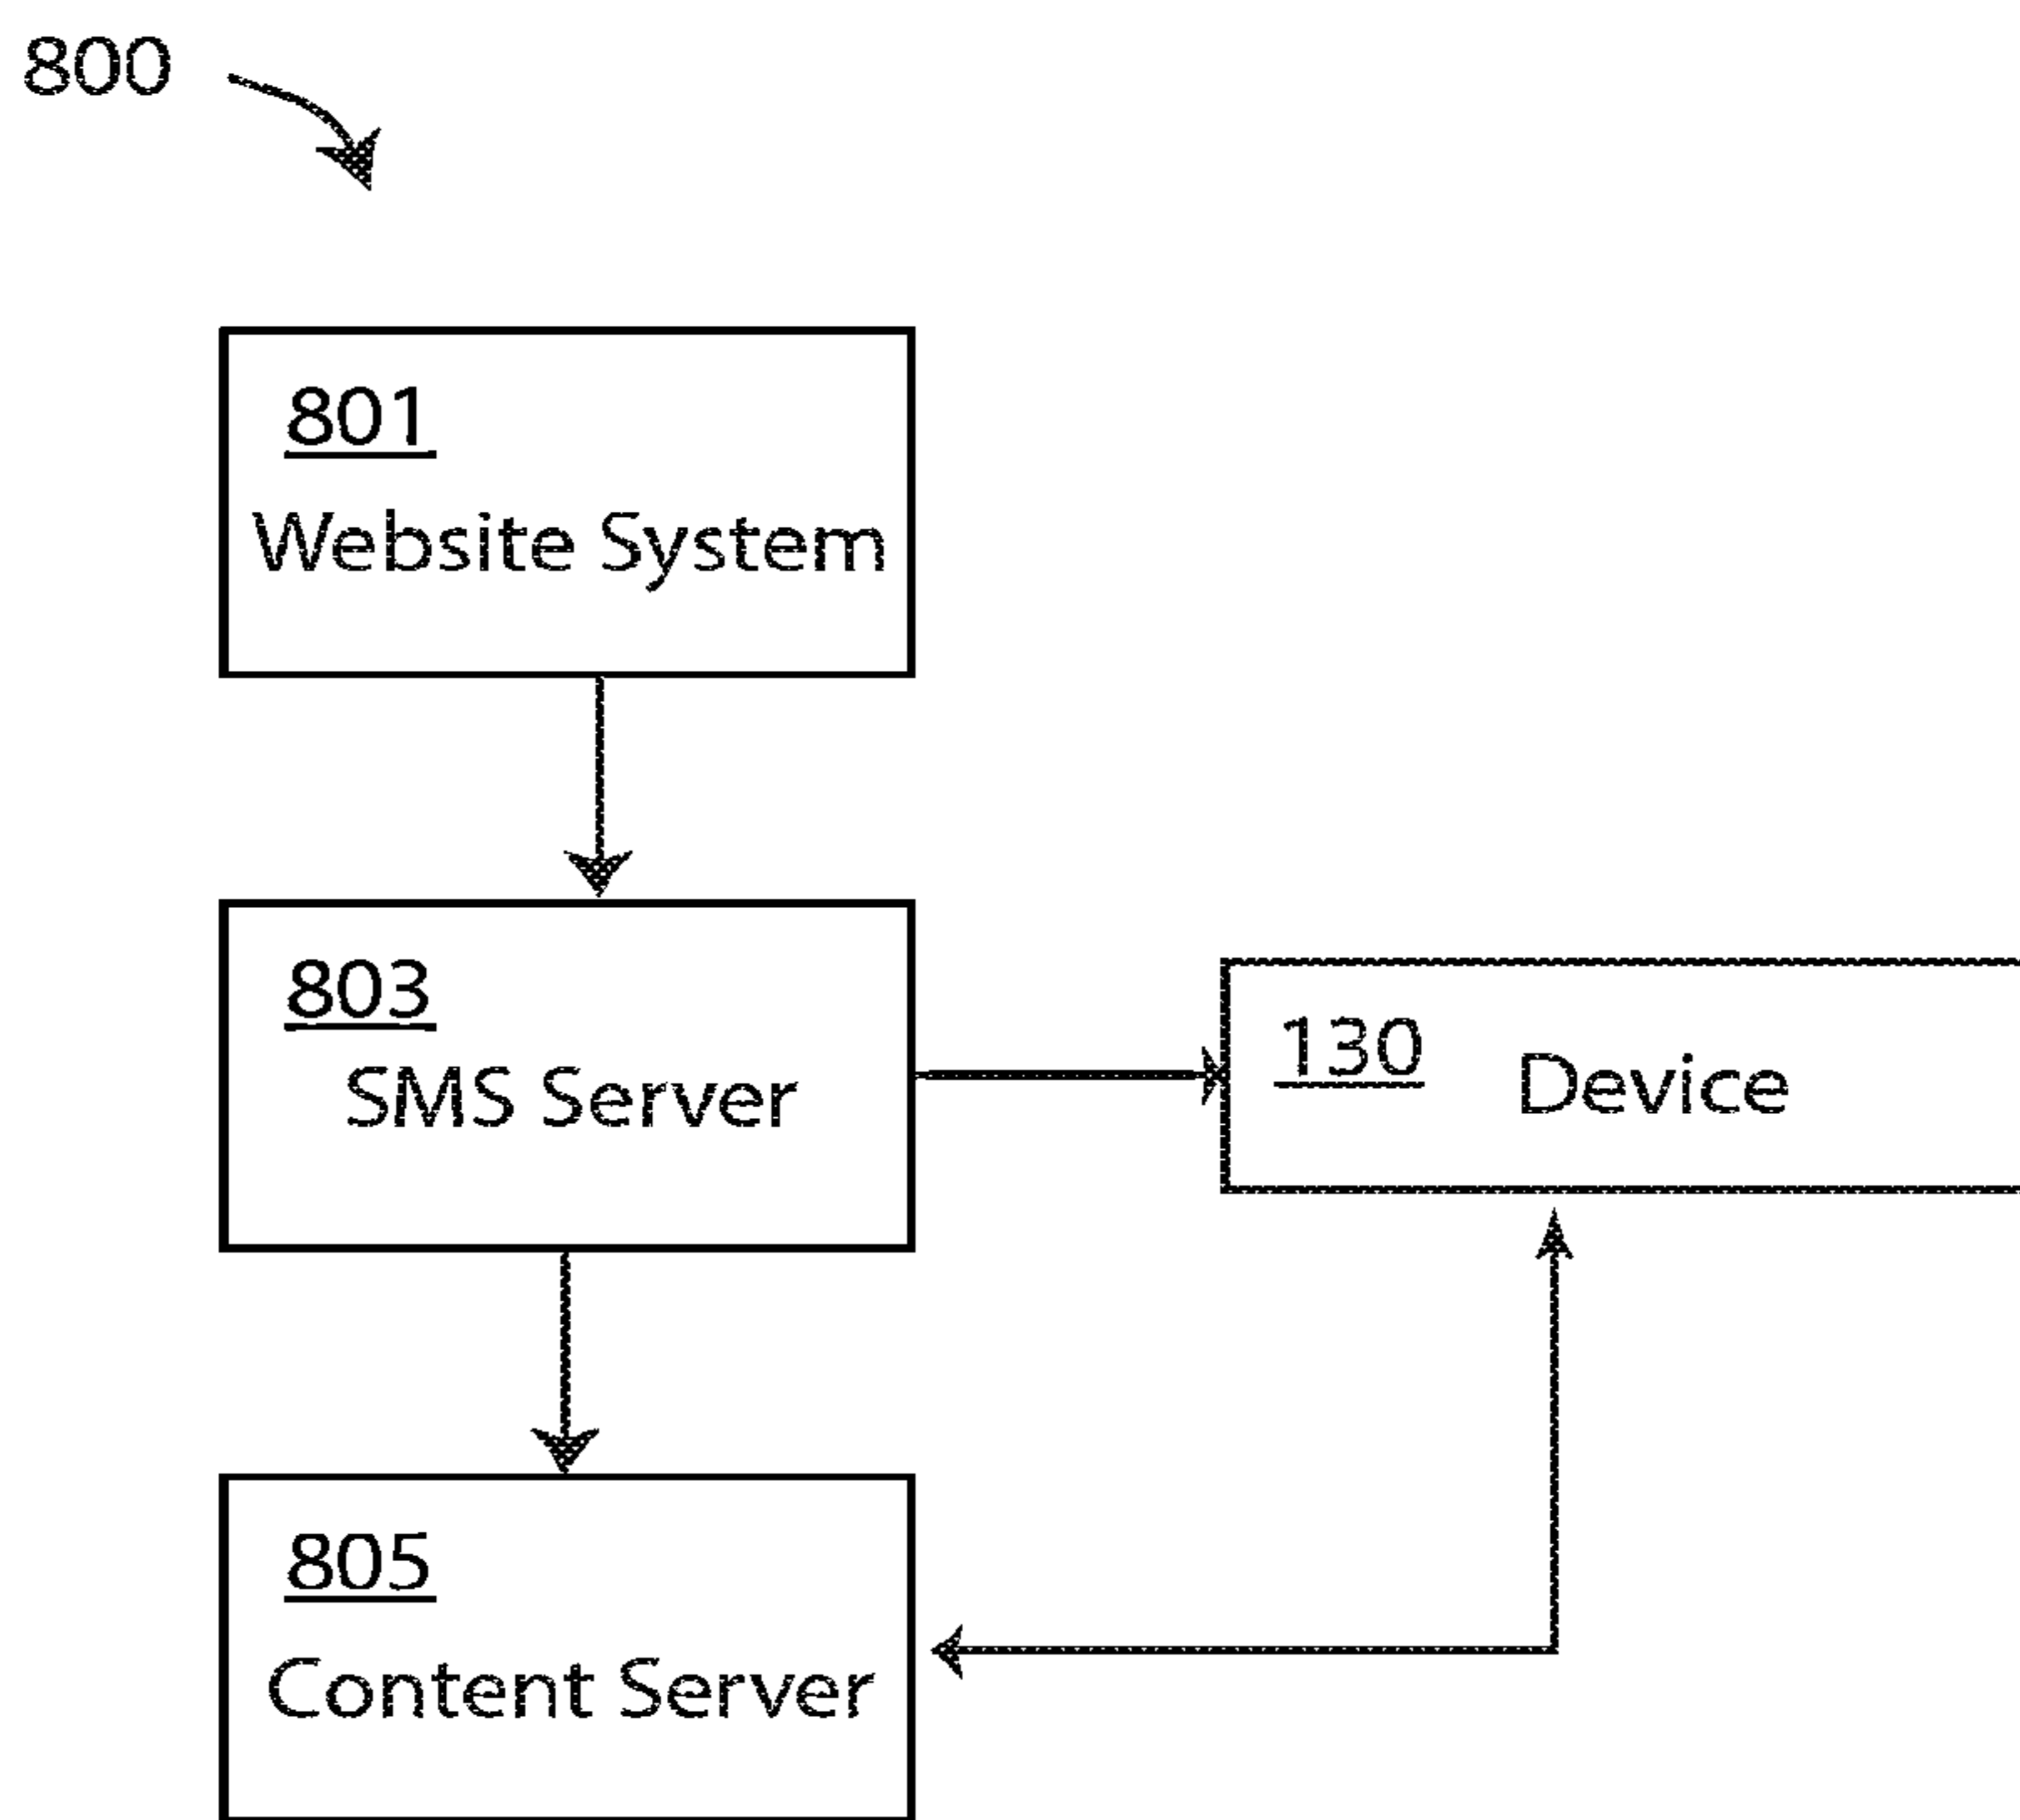 800
801
Website System
803
SMS Server
130
Device
805
Content Server